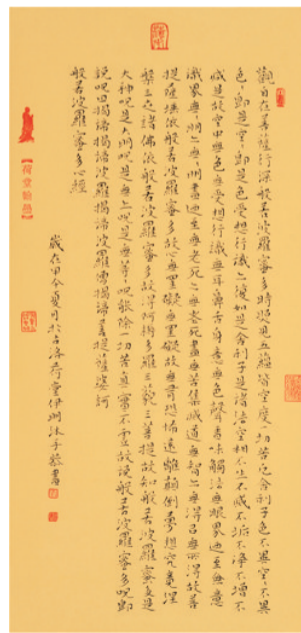 觀自在菩薩行深般若波羅蜜多時照見五蘊皆空度一切苦厄舍利子色不異空空不異
色色即是空空即是色受想行識亦復如是舍利子是諸法空相不生不滅不垢不淨不增不
減是故空中無色無受想行識無眼耳鼻舌身意無色聲香味觸法無眼界乃至無意
識界無無明亦無無明盡乃至無老死亦無老死盡無苦集滅道無智亦無得以無所得故菩
提薩埵依般若波羅蜜多故心無罣礙無罣礙故無有恐怖遠離顛倒夢想究竟涅
槃三世諸佛依般若波羅蜜多故得阿耨多羅三藐三菩提故知般若波羅蜜多是
大神咒是大明咒是無上咒是無等等咒能除一切苦真實不虛故說般若波羅蜜多咒即
說咒曰揭諦揭諦波羅揭諦波羅僧揭諦菩提薩婆訶
般若波羅蜜多心經
歲在甲午夏月於古洛荷堂伊川沐手敬書